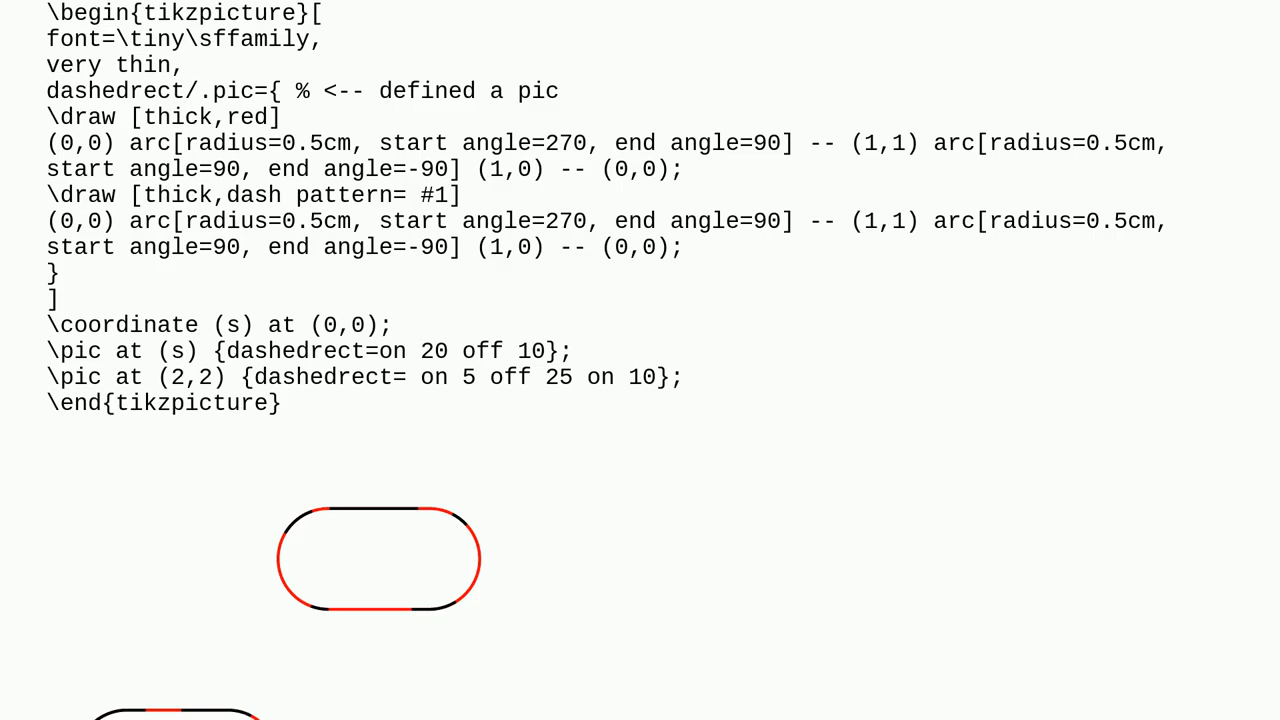 \begin{tikzpicture}[
font=\tiny\sffamily,
very thin,
dashedrect/.pic={ % <-- defined a pic
\draw [thick,red]
(0,0) arc[radius=0.5cm, start angle=270, end angle=90] -- (1,1) arc[radius=0.5cm,
start angle=90, end angle=-90] (1,0) -- (0,0);
\draw [thick,dash pattern= #1]
(0,0) arc[radius=0.5cm, start angle=270, end angle=90] -- (1,1) arc[radius=0.5cm,
start angle=90, end angle=-90] (1,0) -- (0,0);
}
]
\coordinate (s) at (0,0);
\pic at (s) {dashedrect=on 20 off 10};
\pic at (2,2) {dashedrect= on 5 off 25 on 10};
\end{tikzpicture}